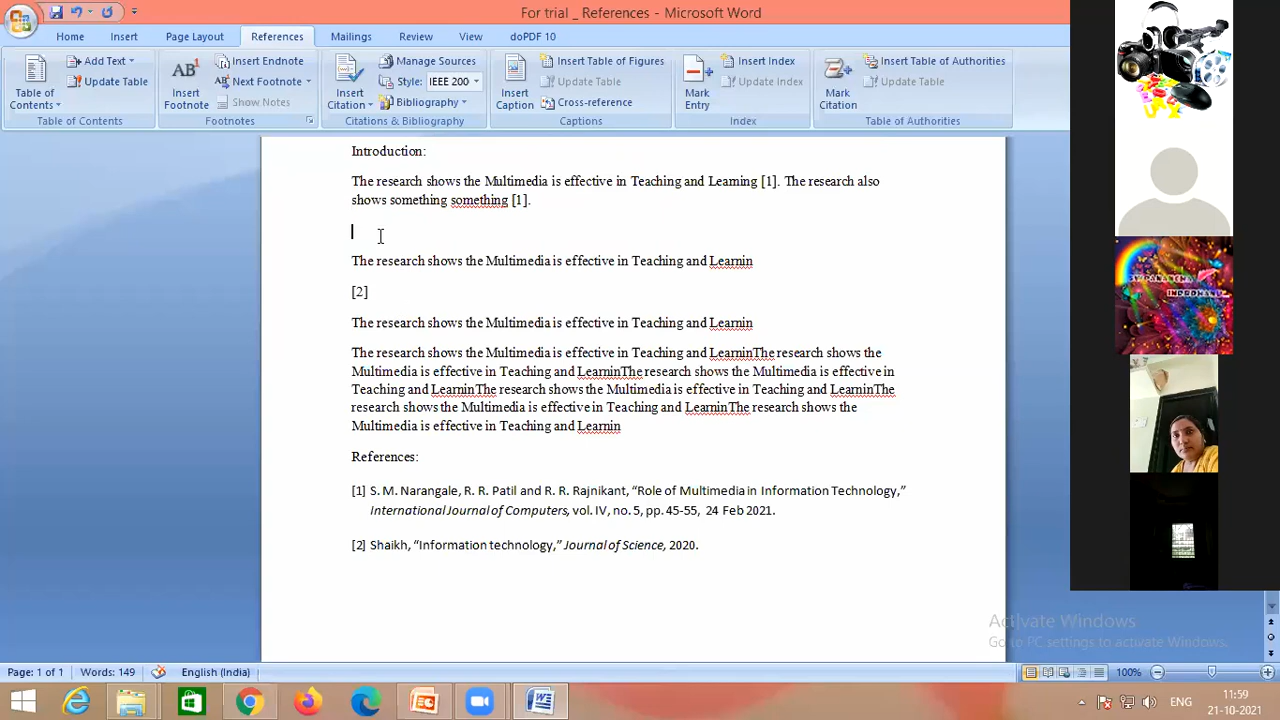 For trial _ References - Microsoft Word
Home Insert Page Layout References Mailings Review View doPDF 10
Table of Contents
Add Text
Update Table
Table of Contents
AB1
Insert Footnote
Insert Endnote
Next Footnote
Show Notes
Footnotes
Insert Citation
Manage Sources
Style: IEEE 200
Bibliography
Citations & Bibliography
Insert Caption
Insert Table of Figures
Update Table
Cross-reference
Captions
Mark Entry
Insert Index
Update Index
Index
Mark Citation
Insert Table of Authorities
Update Table
Table of Authorities
Introduction:
The research shows the Multimedia is effective in Teaching and Learning [1]. The research also
shows something something [1].
The research shows the Multimedia is effective in Teaching and Learnin
[2]
The research shows the Multimedia is effective in Teaching and Learnin
The research shows the Multimedia is effective in Teaching and LearninThe research shows the
Multimedia is effective in Teaching and LearninThe research shows the Multimedia is effective in
Teaching and LearninThe research shows the Multimedia is effective in Teaching and LearninThe
research shows the Multimedia is effective in Teaching and LearninThe research shows the
Multimedia is effective in Teaching and Learnin
References:
[1] S. M. Narangale, R. R. Patil and R. R. Rajnikant, “Role of Multimedia in Information Technology,”
International Journal of Computers, vol. IV, no. 5, pp. 45-55, 24 Feb 2021.
[2] Shaikh, “Information technology,” Journal of Science, 2020.
Activate Windows
Go to PC settings to activate Windows.
Page: 1 of 1 Words: 149 English (India) 100%
ENG
11:59
21-10-2021